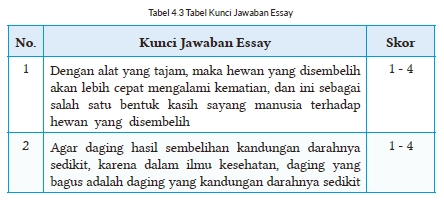 Tabel 4.3 Tabel Kunci Jawaban Essay
No. Kunci Jawaban Essay Skor
1 Dengan alat yang tajam, maka hewan yang disembelih 1 - 4
akan lebih cepat mengalami kematian, dan ini sebagai
salah satu bentuk kasih sayang manusia terhadap
hewan yang disembelih
2 Agar daging hasil sembelihan kandungan darahnya 1 - 4
sedikit, karena dalam ilmu kesehatan, daging yang
bagus adalah daging yang kandungan darahnya sedikit